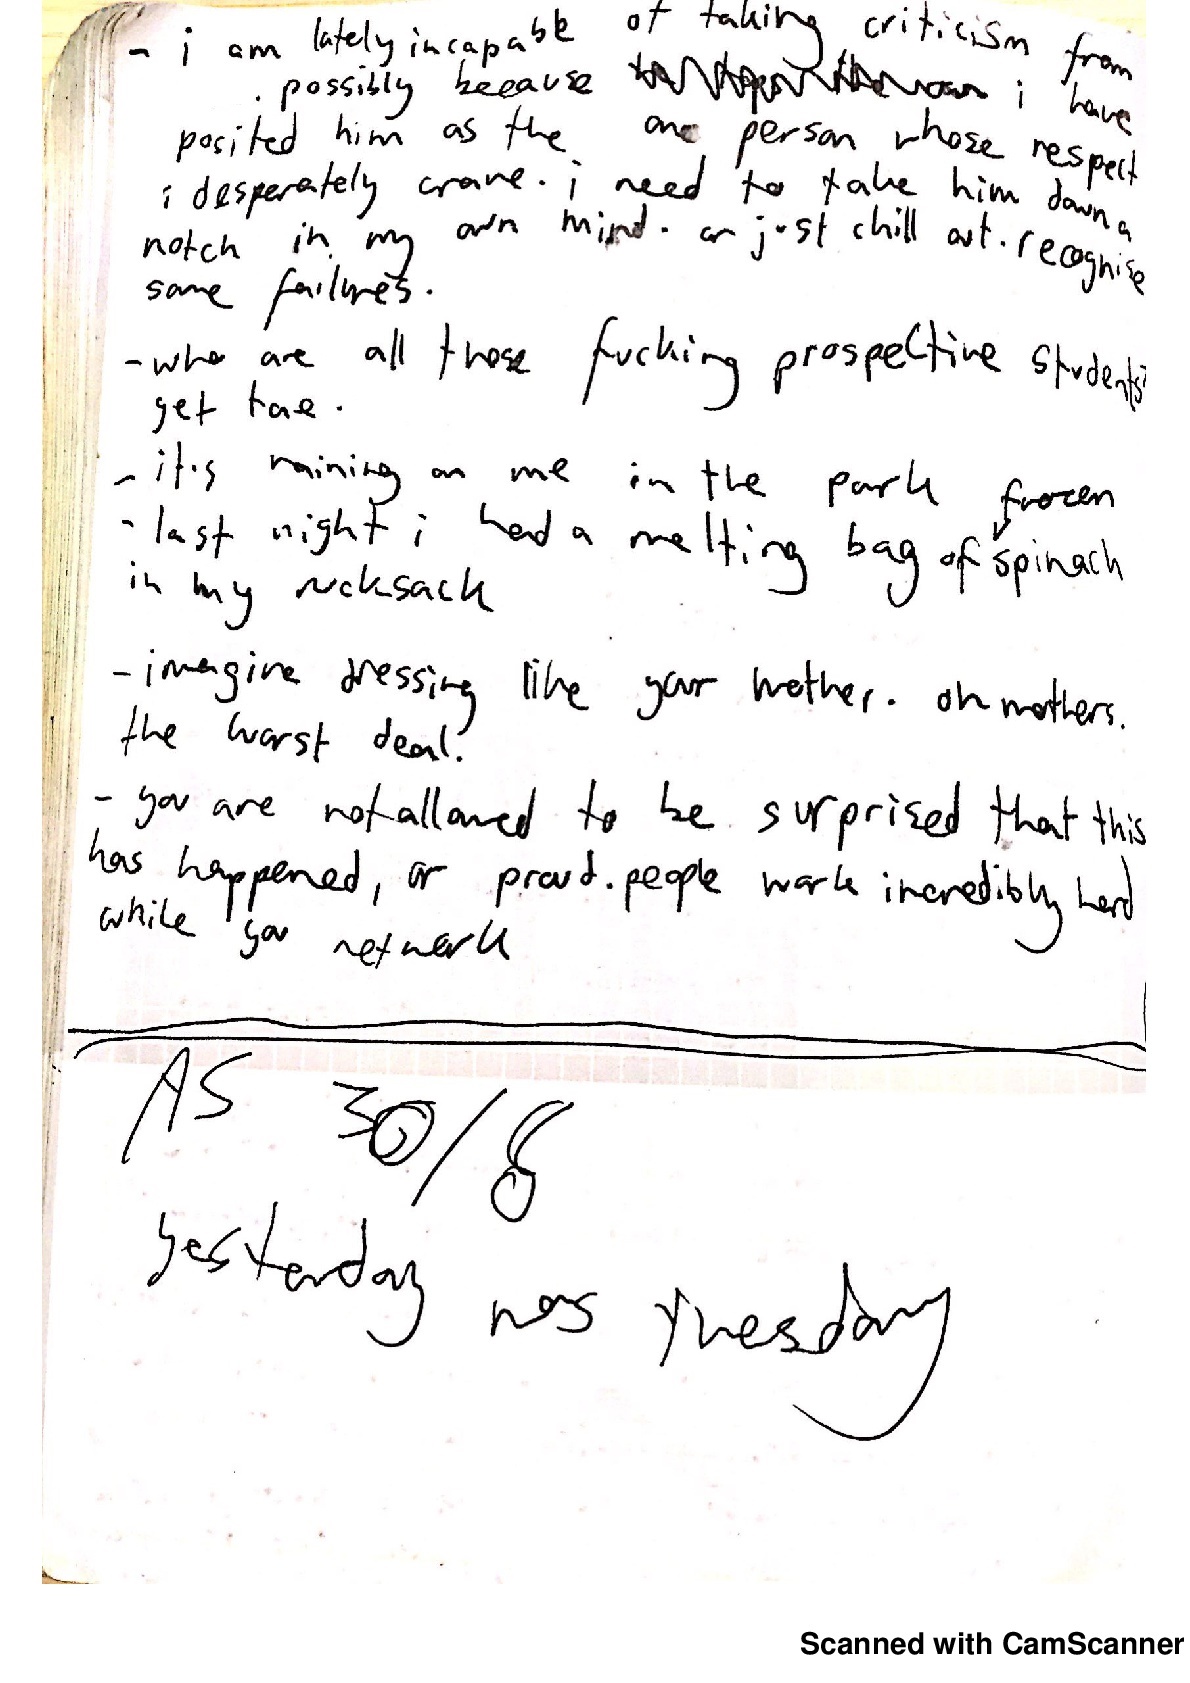 - i am lately incapable of taking criticism from
. possibly because i have
posited him as the one person whose respect
i desperately crave. i need to take him down a
notch in my own mind. or just chill out. recognise
some failures.
- who are all these fucking prospective students?
get tae.
- it's raining on me in the park
frozen
- last night i had a melting bag of spinach
in my rucksack
- imagine dressing like your mother. oh mothers.
the worst deal.
- you are not allowed to be surprised that this
has happened, or proud. people work incredibly hard
while you network
AS 30/8
yesterday was tuesday
Scanned with CamScanner